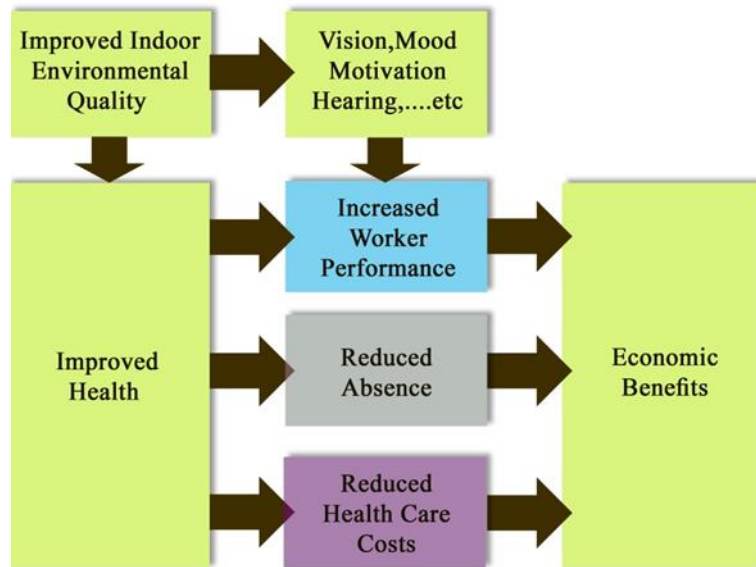 Improved Indoor
Environmental
Quality
Vision,Mood
Motivation
Hearing,....etc
Increased
Worker
Performance
Improved
Health
Reduced
Absence
Economic
Benefits
Reduced
Health Care
Costs